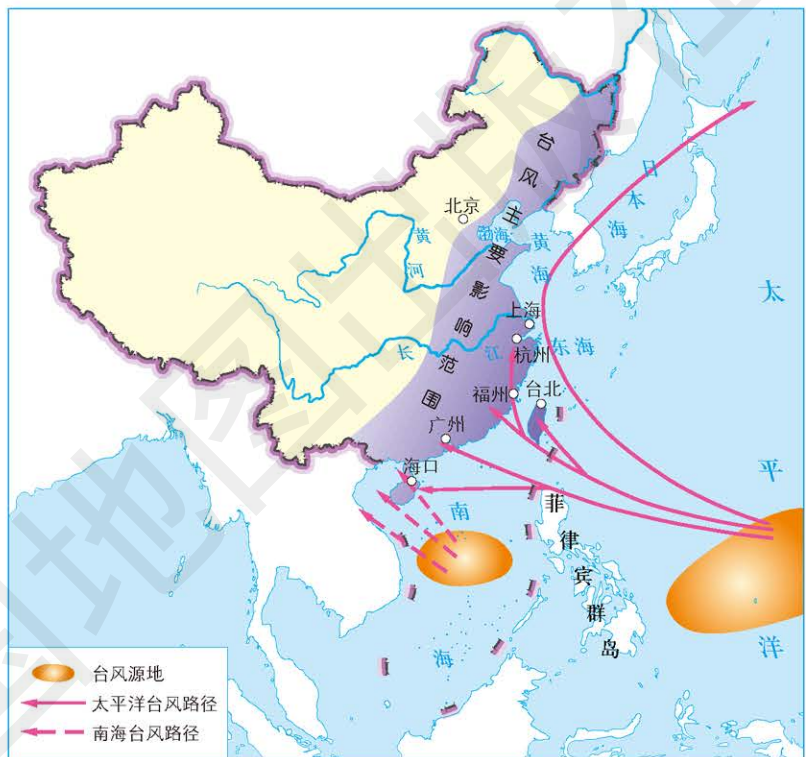 台风主要影响范围
北京
黄河
渤海
黄海
日本海
上海
长江
杭州
东海
福州
台北
广州
海口
南海
菲律宾群岛
太平洋
台风源地
太平洋台风路径
南海台风路径